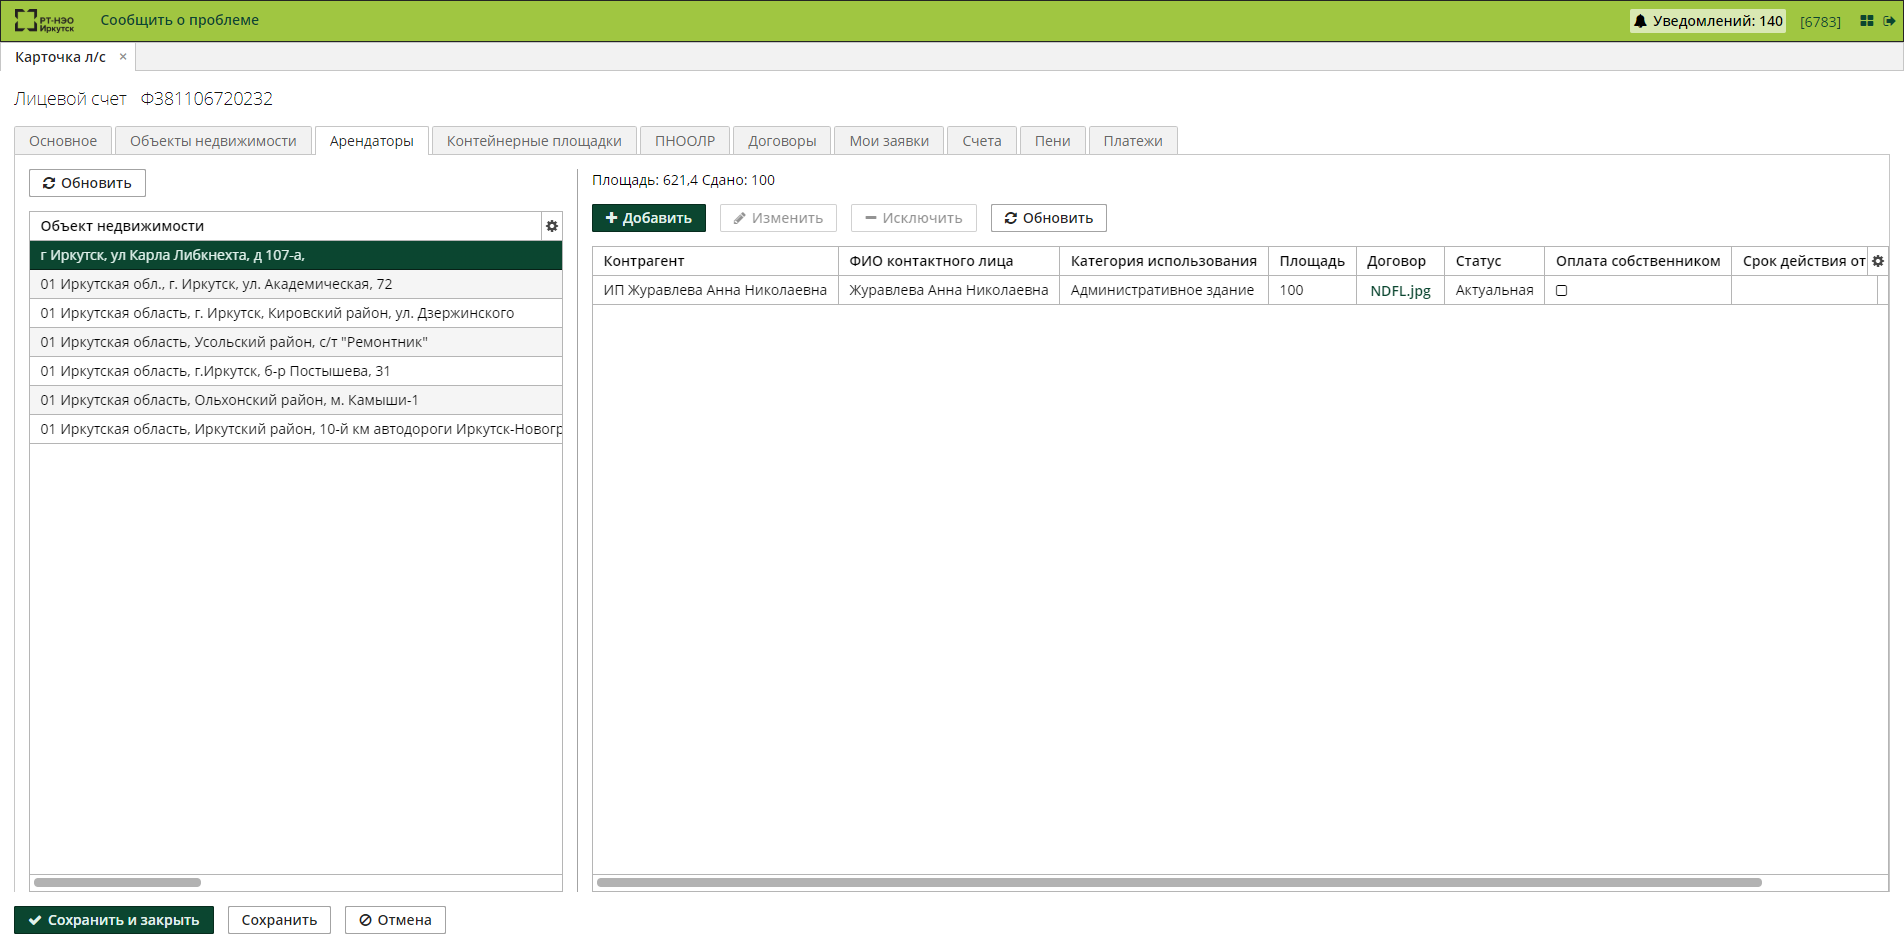 РТ-НЭО
Иркутск
Сообщить о проблеме
Уведомлений: 140
[6783]
Карточка л/с ×
Лицевой счет Ф381106720232
Основное
Объекты недвижимости
Арендаторы
Контейнерные площадки
ПНООЛР
Договоры
Мои заявки
Счета
Пени
Платежи
Обновить
Объект недвижимости
г Иркутск, ул Карла Либкнехта, д 107-а,
01 Иркутская обл., г. Иркутск, ул. Академическая, 72
01 Иркутская область, г. Иркутск, Кировский район, ул. Дзержинского
01 Иркутская область, Усольский район, с/т "Ремонтник"
01 Иркутская область, г.Иркутск, б-р Постышева, 31
01 Иркутская область, Ольхонский район, м. Камыши-1
01 Иркутская область, Иркутский район, 10-й км автодороги Иркутск-Новогр
Площадь: 621,4 Сдано: 100
Добавить
Изменить
Исключить
Обновить
Контрагент ФИО контактного лица Категория использования Площадь Договор Статус Оплата собственником Срок действия от
ИП Журавлева Анна Николаевна Журавлева Анна Николаевна Административное здание 100 NDFL.jpg Актуальная
Сохранить и закрыть
Сохранить
Отмена